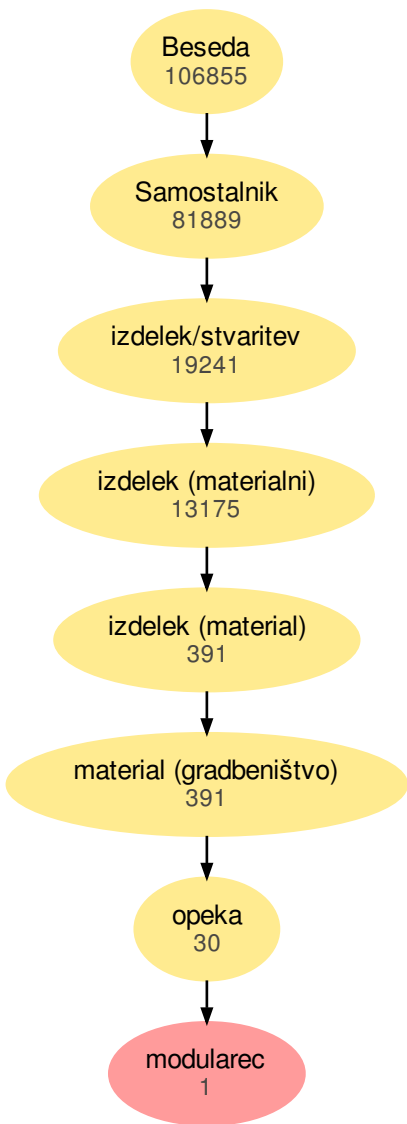 Beseda
106855
Samostalnik
81889
izdelek/stvaritev
19241
izdelek (materialni)
13175
izdelek (material)
391
material (gradbeništvo)
391
opeka
30
modularec
1